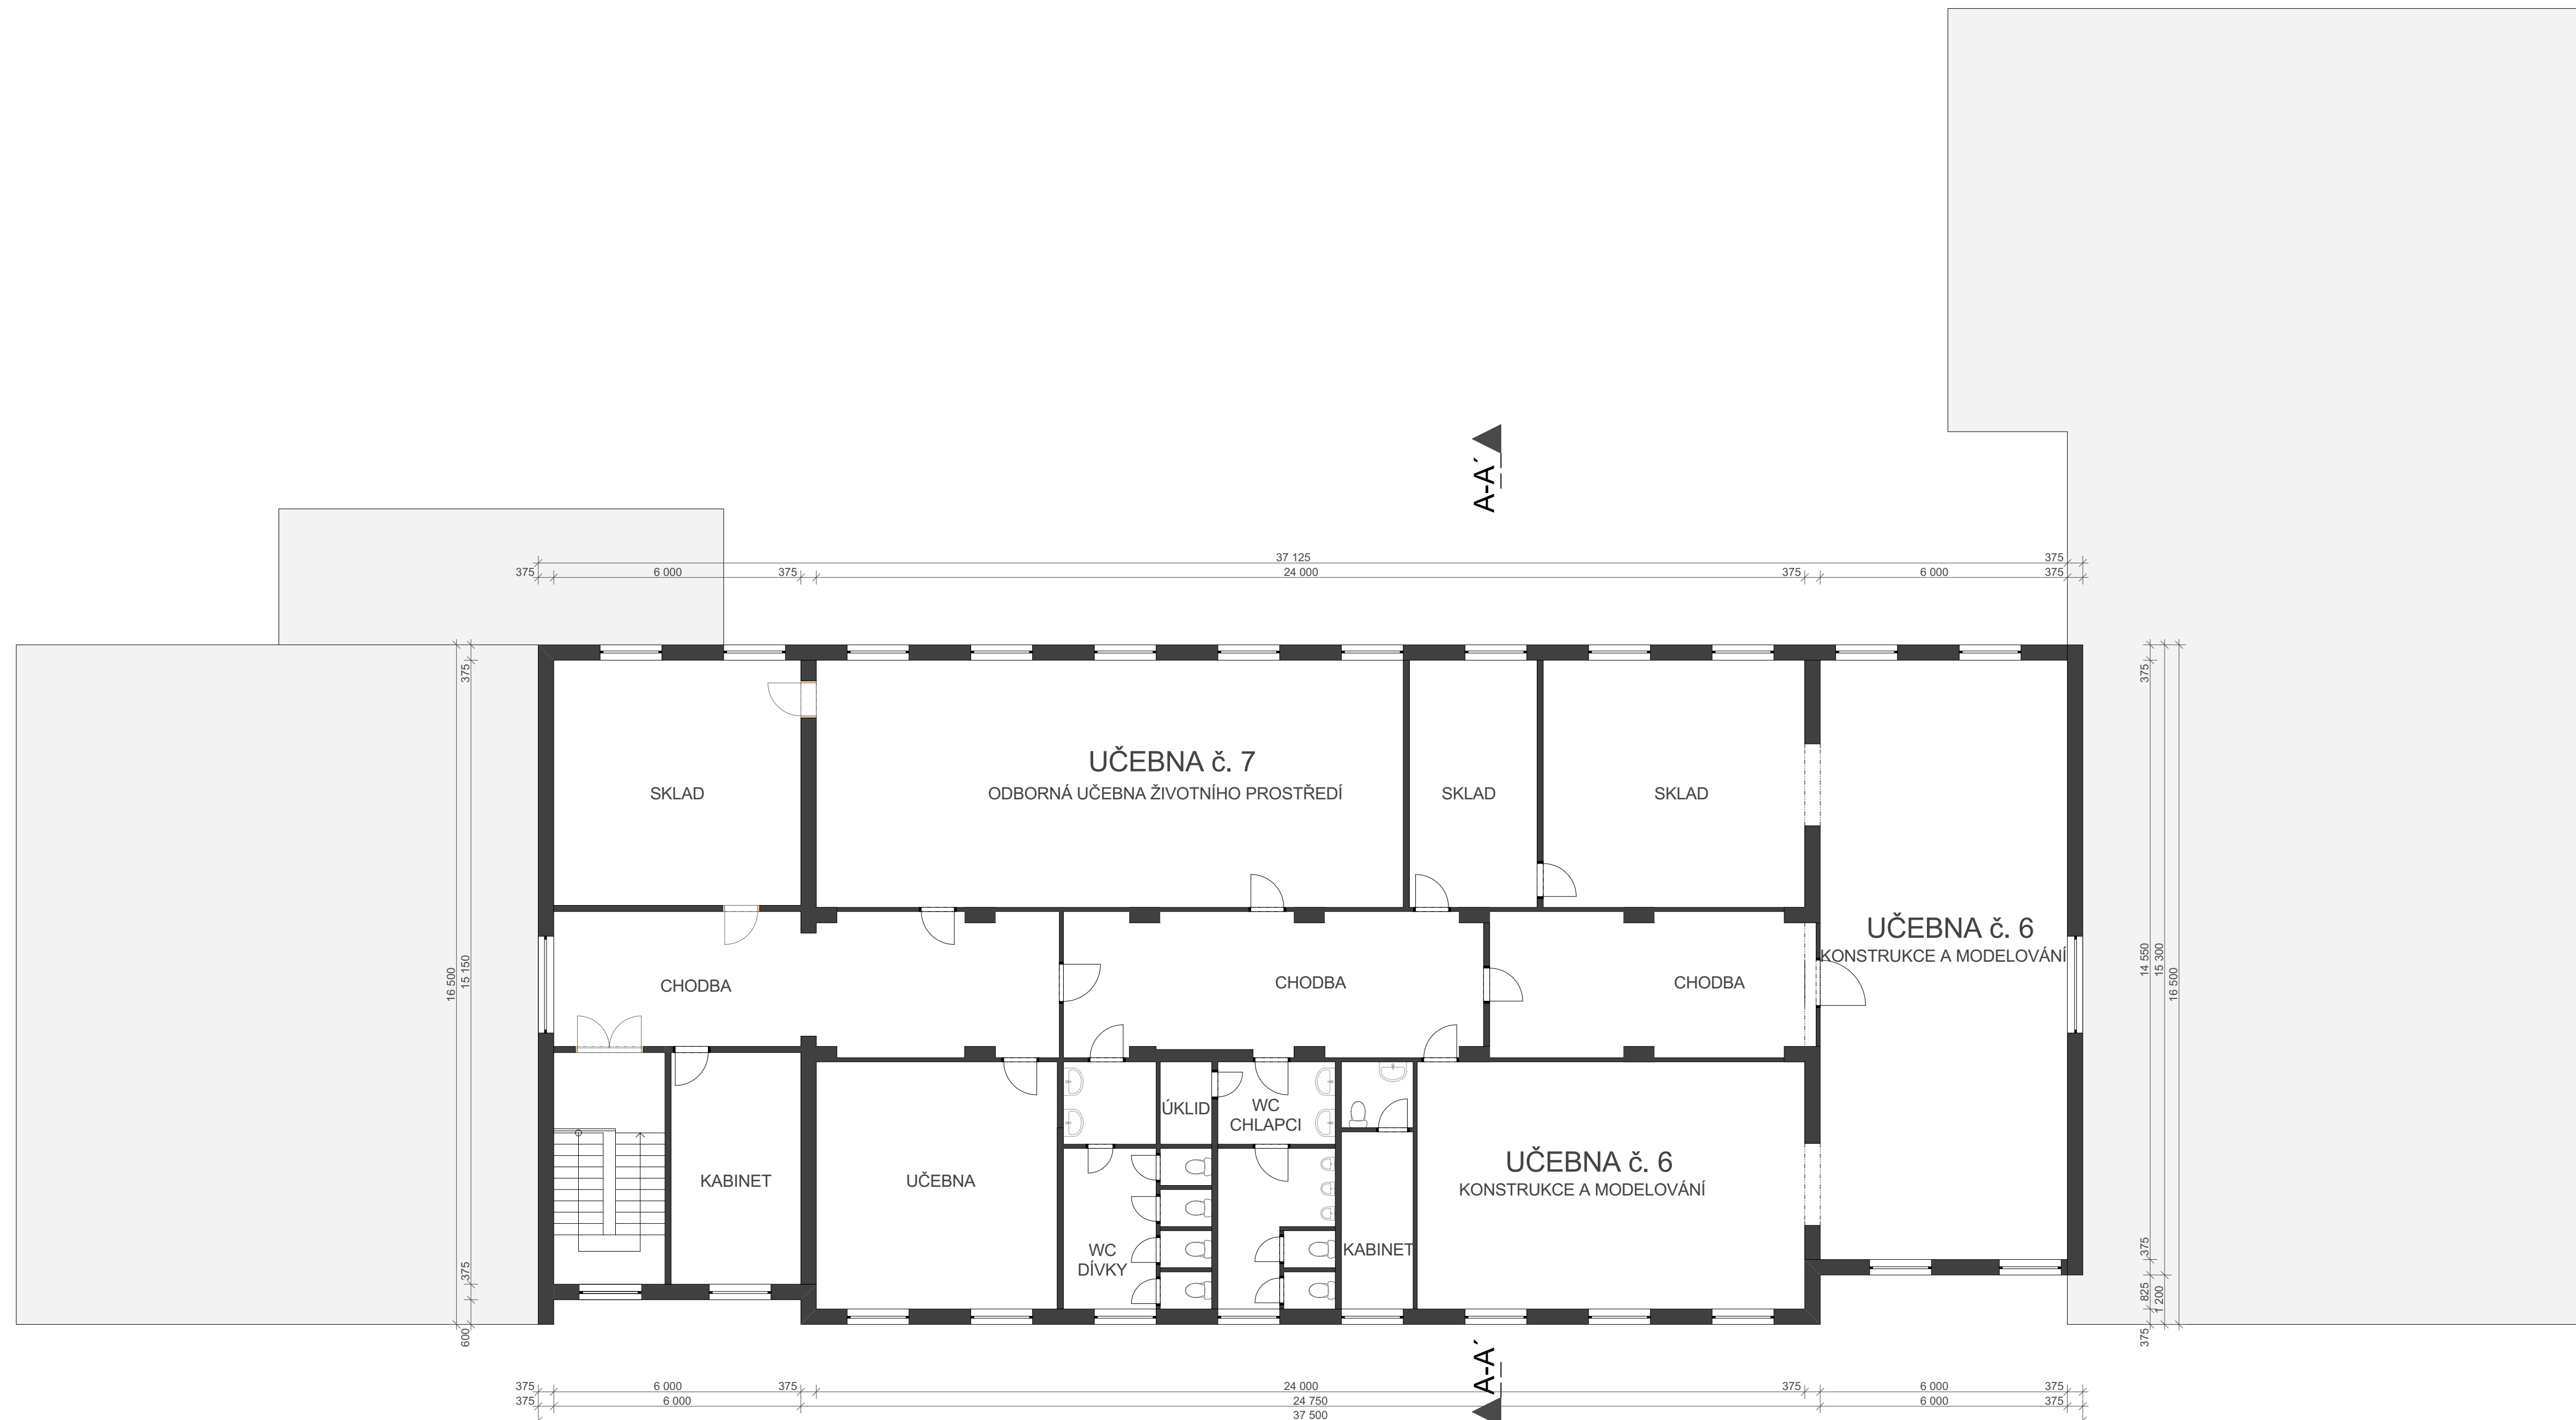 A-A´
37 125
375
375
6 000
375
24 000
375
6 000
375
375
375
UČEBNA č. 7
ODBORNÁ UČEBNA ŽIVOTNÍHO PROSTŘEDÍ
SKLAD
SKLAD
SKLAD
UČEBNA č. 6
KONSTRUKCE A MODELOVÁNÍ
16 500
15 150
14 550
15 300
16 500
CHODBA
CHODBA
CHODBA
ÚKLID
WC
CHLAPCI
UČEBNA č. 6
KONSTRUKCE A MODELOVÁNÍ
KABINET
UČEBNA
WC
DÍVKY
KABINET
375
600
375
825
1 200
375
A-A´
375
6 000
375
24 000
375
6 000
375
375
6 000
24 750
6 000
375
37 500